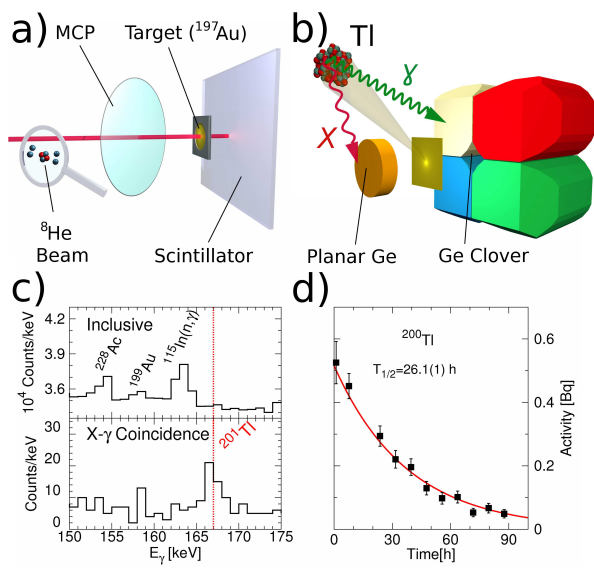 a)
MCP
Target (¹⁹⁷Au)
⁸He
Beam
Scintillator
b)
Tl
γ
X
Planar Ge
Ge Clover
c)
10⁴ Counts/keV
4.3
3.9
3.6
Inclusive
²²⁸Ac
¹⁹⁹Au
¹¹⁵In(n,γ)
Counts/keV
30
20
10
0
X-γ Coincidence
²⁰¹Tl
150 155 160 165 170 175
Eγ [keV]
d)
²⁰⁰Tl
T₁/₂=26.1(1) h
0.6
0.4
0.2
0
Activity [Bq]
0 30 60 90
Time[h]